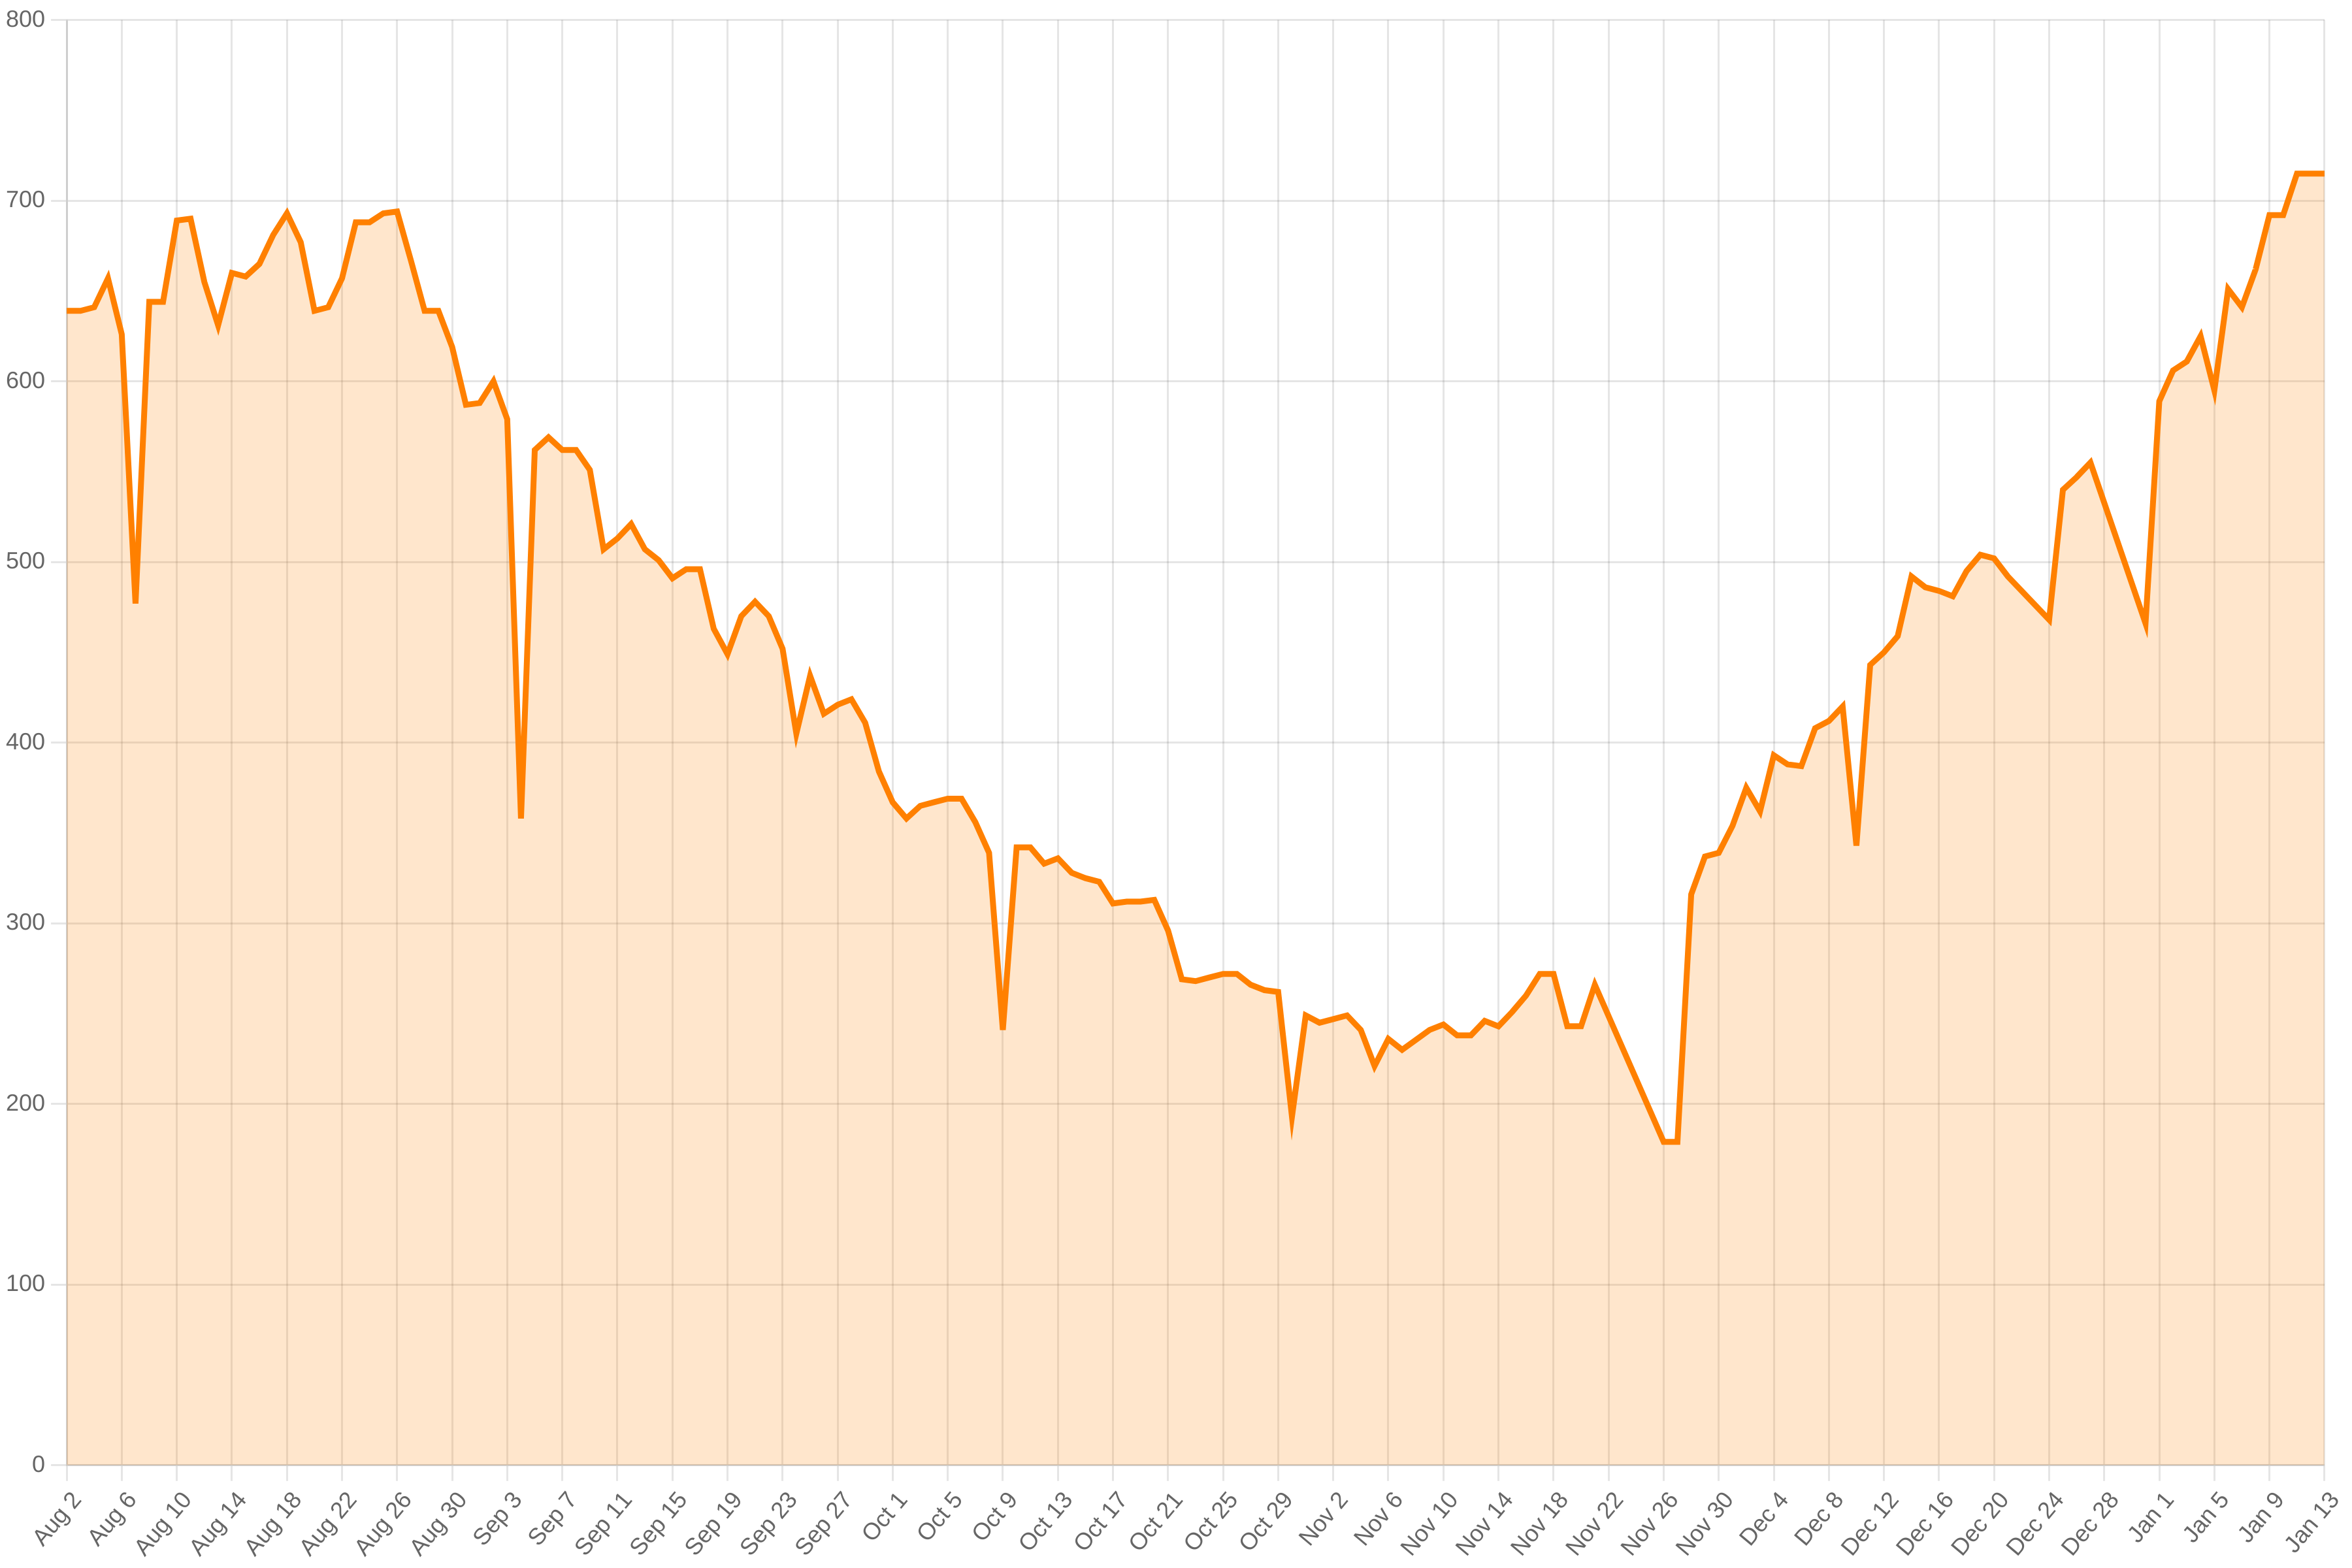 800
700
600
500
400
300
200
100
0
Aug 2
Aug 6
Aug 10
Aug 14
Aug 18
Aug 22
Aug 26
Aug 30
Sep 3
Sep 7
Sep 11
Sep 15
Sep 19
Sep 23
Sep 27
Oct 1
Oct 5
Oct 9
Oct 13
Oct 17
Oct 21
Oct 25
Oct 29
Nov 2
Nov 6
Nov 10
Nov 14
Nov 18
Nov 22
Nov 26
Nov 30
Dec 4
Dec 8
Dec 12
Dec 16
Dec 20
Dec 24
Dec 28
Jan 1
Jan 5
Jan 9
Jan 13